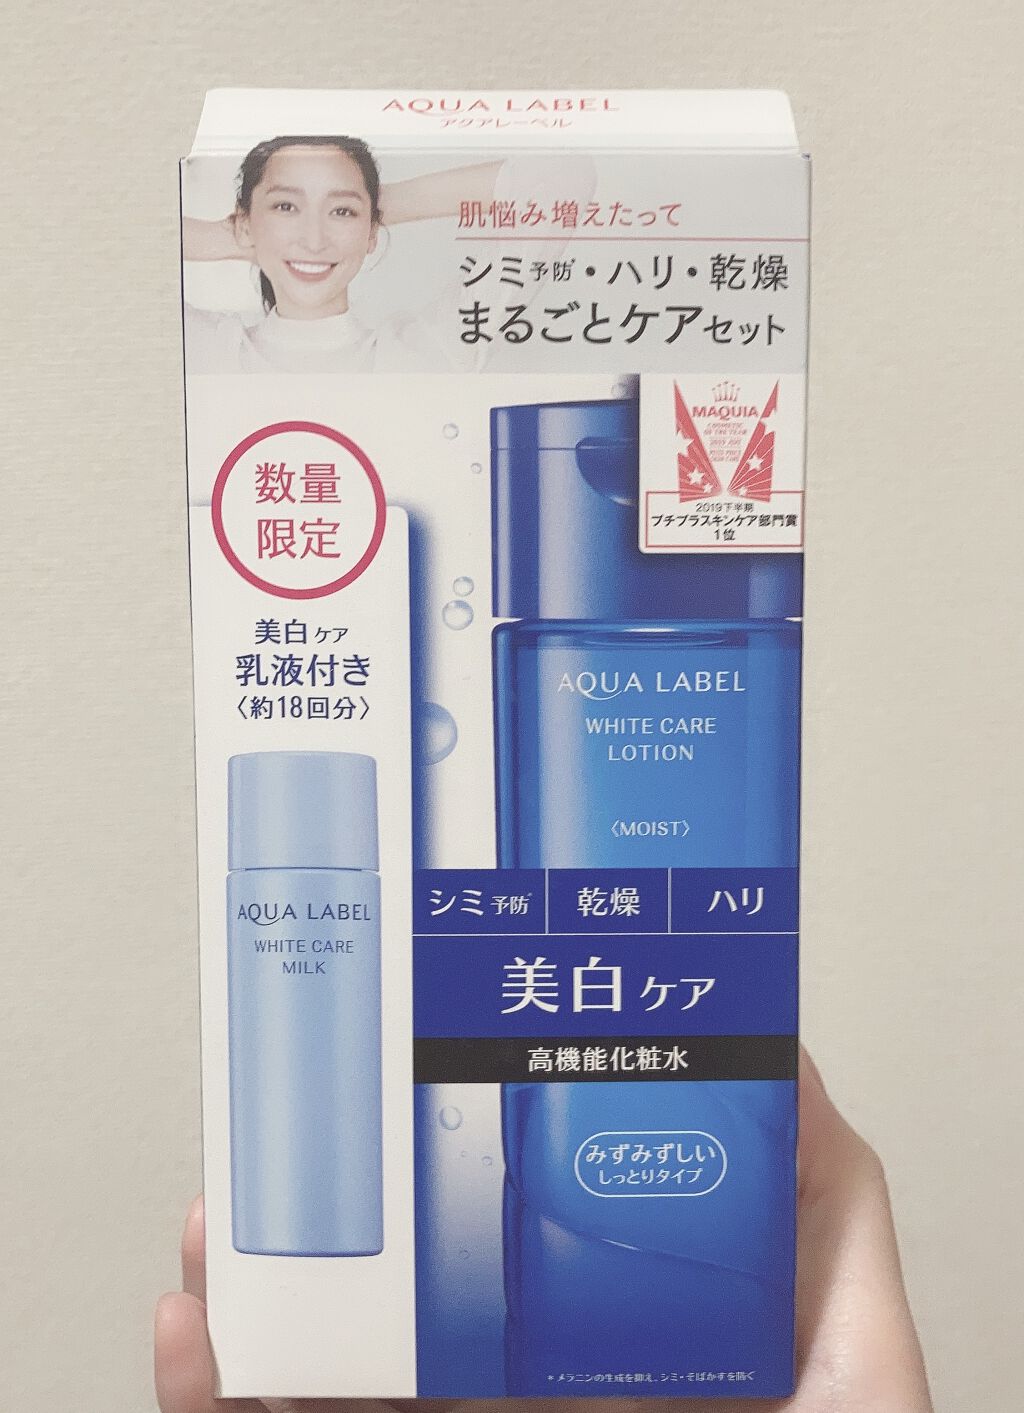 AQUA LABEL
アクアレーベル
肌悩み増えたって
シミ予防*・ハリ・乾燥
まるごとケアセット
MAQUIA
2019下半期
プチプラスキンケア部門賞
1位
数量
限定
美白ケア
乳液付き
〈約18回分〉
AQUA LABEL
WHITE CARE
MILK
AQUA LABEL
WHITE CARE
LOTION
〈MOIST〉
シミ予防* 乾燥 ハリ
美白ケア
高機能化粧水
みずみずしい
しっとりタイプ
*メラニンの生成を抑え、シミ・そばかすを防ぐ